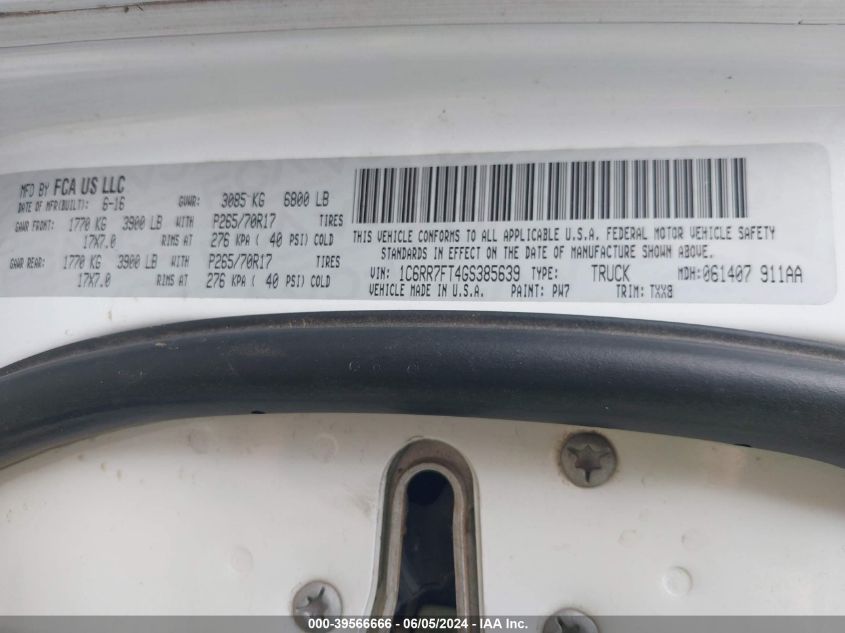 MFD BY FCA US LLC
DATE OF MFR(BUILT): 6-16 GVWR: 3085 KG 6800 LB
GAWR FRONT: 1770 KG 3900 LB WITH P265/70R17 TIRES
17X7.0 RIMS AT 276 KPA ( 40 PSI) COLD
GAWR REAR: 1770 KG 3900 LB WITH P265/70R17 TIRES
17X7.0 RIMS AT 276 KPA ( 40 PSI) COLD
THIS VEHICLE CONFORMS TO ALL APPLICABLE U.S.A. FEDERAL MOTOR VEHICLE SAFETY
STANDARDS IN EFFECT ON THE DATE OF MANUFACTURE SHOWN ABOVE.
VIN: 1C6RR7FT4GS385639 TYPE: TRUCK MDH:061407 911AA
VEHICLE MADE IN U.S.A. PAINT: PW7 TRIM: TXX8
000-39566666 - 06/05/2024 - IAA Inc.